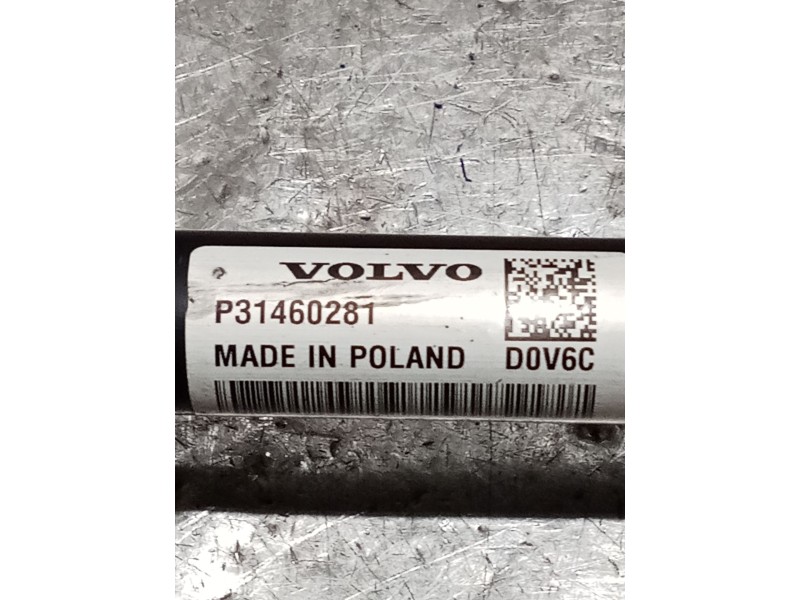 VOLVO
P31460281
MADE IN POLAND D0V6C